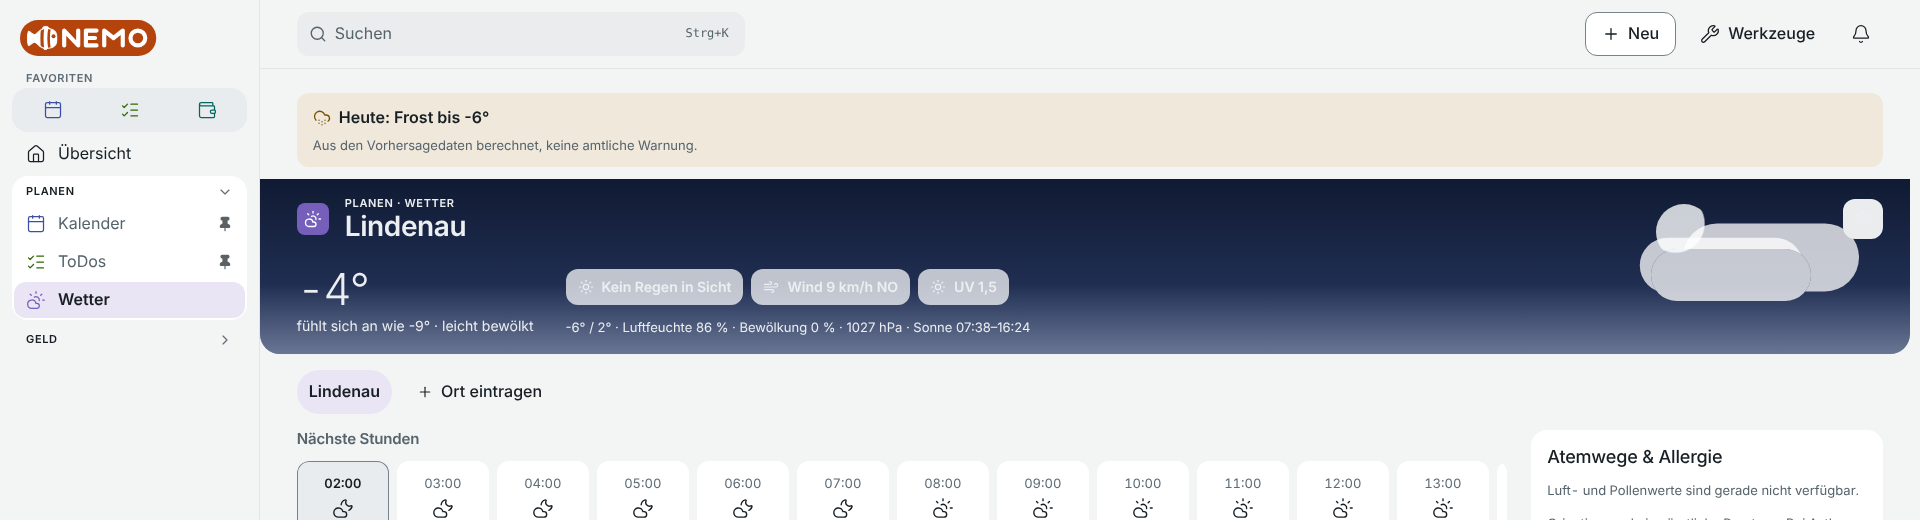 NEMO
Suchen
Strg+K
Neu
Werkzeuge
FAVORITEN
Übersicht
PLANEN
Kalender
ToDos
Wetter
GELD
Heute: Frost bis -6°
Aus den Vorhersagedaten berechnet, keine amtliche Warnung.
PLANEN · WETTER
Lindenau
-4°
fühlt sich an wie -9° · leicht bewölkt
Kein Regen in Sicht
Wind 9 km/h NO
UV 1,5
-6° / 2° · Luftfeuchte 86 % · Bewölkung 0 % · 1027 hPa · Sonne 07:38–16:24
Lindenau
Ort eintragen
Nächste Stunden
02:00
03:00
04:00
05:00
06:00
07:00
08:00
09:00
10:00
11:00
12:00
13:00
Atemwege & Allergie
Luft- und Pollenwerte sind gerade nicht verfügbar.